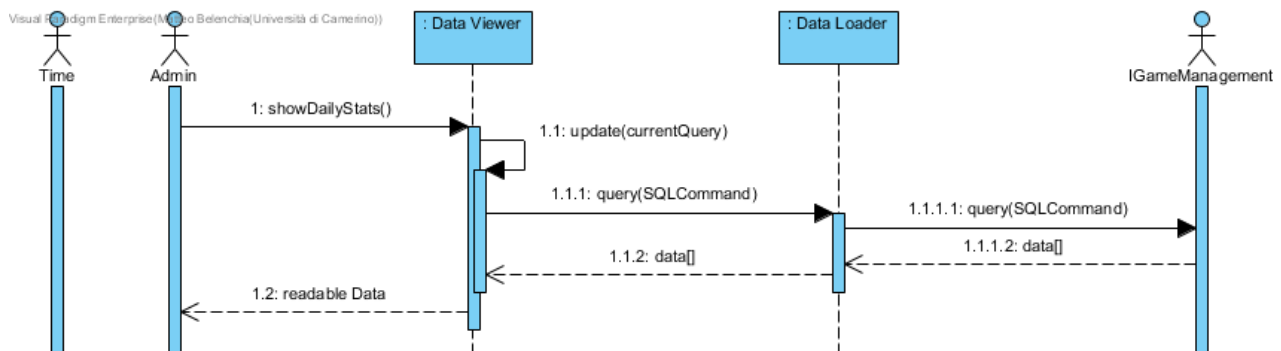 Visual Paradigm Enterprise(Matteo Belenchia(Università di Camerino))
: Data Viewer
: Data Loader
Time
Admin
IGameManagement
1: showDailyStats()
1.1: update(currentQuery)
1.1.1: query(SQLCommand)
1.1.1.1: query(SQLCommand)
1.1.1.2: data[]
1.1.2: data[]
1.2: readable Data